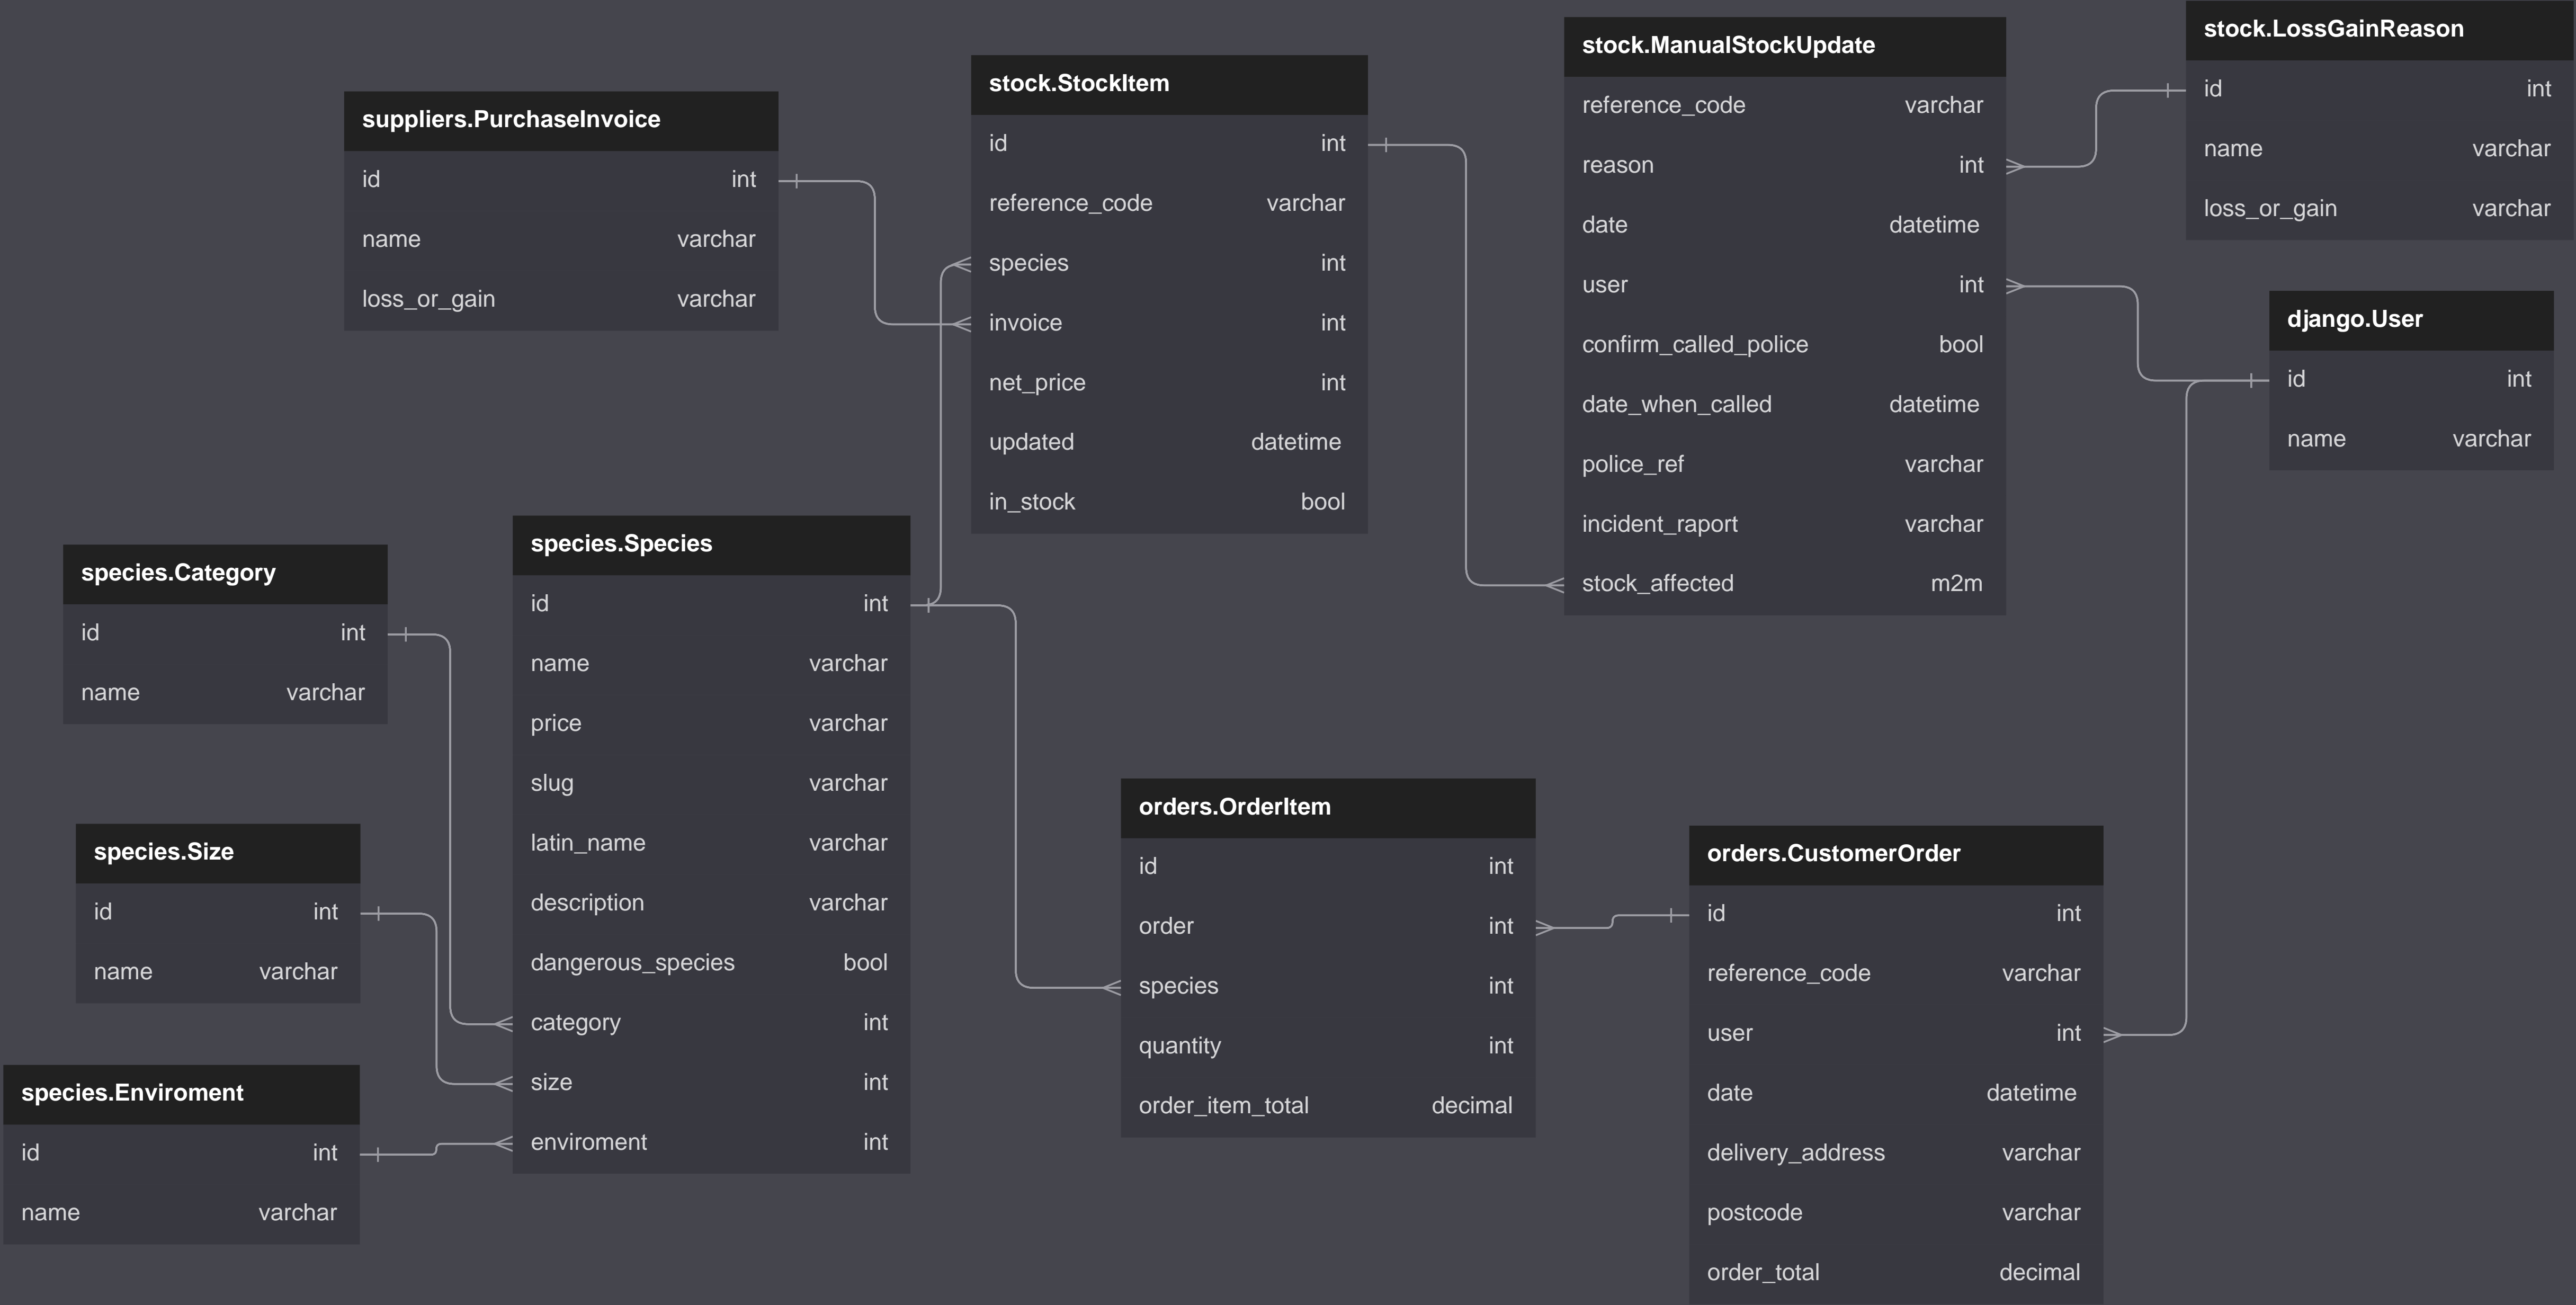 suppliers.PurchaseInvoice
id int
name varchar
loss_or_gain varchar
stock.StockItem
id int
reference_code varchar
species int
invoice int
net_price int
updated datetime
in_stock bool
stock.ManualStockUpdate
reference_code varchar
reason int
date datetime
user int
confirm_called_police bool
date_when_called datetime
police_ref varchar
incident_raport varchar
stock_affected m2m
stock.LossGainReason
id int
name varchar
loss_or_gain varchar
django.User
id int
name varchar
species.Category
id int
name varchar
species.Size
id int
name varchar
species.Enviroment
id int
name varchar
species.Species
id int
name varchar
price varchar
slug varchar
latin_name varchar
description varchar
dangerous_species bool
category int
size int
enviroment int
orders.OrderItem
id int
order int
species int
quantity int
order_item_total decimal
orders.CustomerOrder
id int
reference_code varchar
user int
date datetime
delivery_address varchar
postcode varchar
order_total decimal